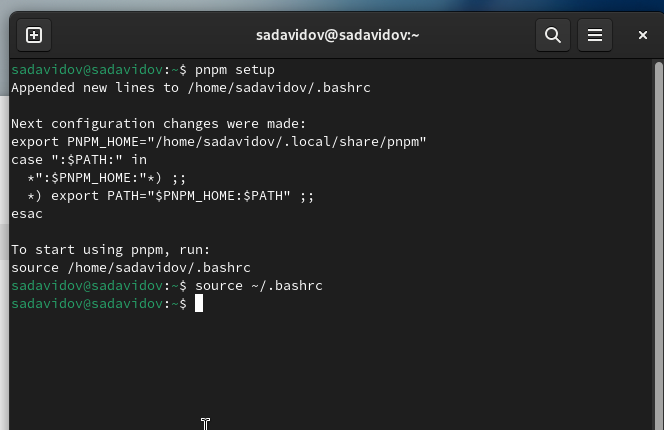 sadavidov@sadavidov:~
sadavidov@sadavidov:~$ pnpm setup
Appended new lines to /home/sadavidov/.bashrc
Next configuration changes were made:
export PNPM_HOME="/home/sadavidov/.local/share/pnpm"
case ":$PATH:" in
  *":$PNPM_HOME:"*) ;;
  *) export PATH="$PNPM_HOME:$PATH" ;;
esac
To start using pnpm, run:
source /home/sadavidov/.bashrc
sadavidov@sadavidov:~$ source ~/.bashrc
sadavidov@sadavidov:~$